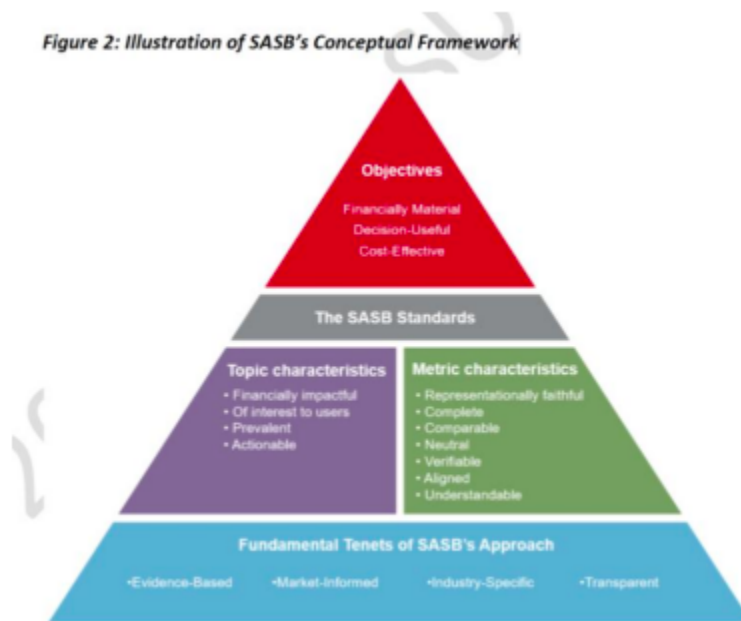 Figure 2: Illustration of SASB's Conceptual Framework
Objectives
Financially Material
Decision-Useful
Cost-Effective
The SASB Standards
Topic characteristics
• Financially impactful
• Of interest to users
• Prevalent
• Actionable
Metric characteristics
• Representationally faithful
• Complete
• Comparable
• Neutral
• Verifiable
• Aligned
• Understandable
Fundamental Tenets of SASB's Approach
•Evidence-Based •Market-Informed •Industry-Specific •Transparent